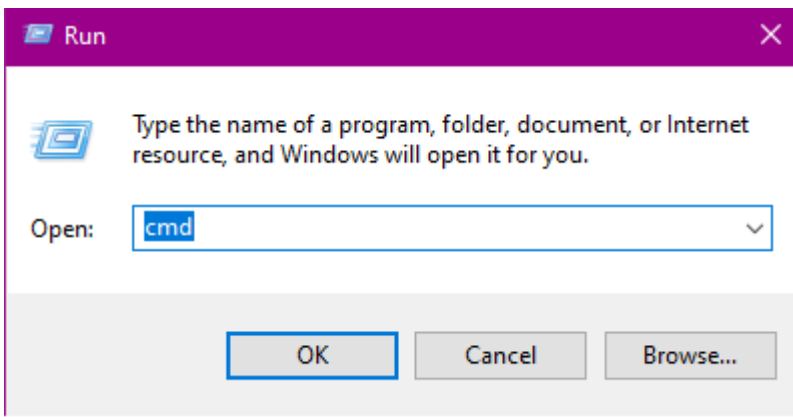 Run
Type the name of a program, folder, document, or Internet
resource, and Windows will open it for you.
Open: cmd
OK Cancel Browse...